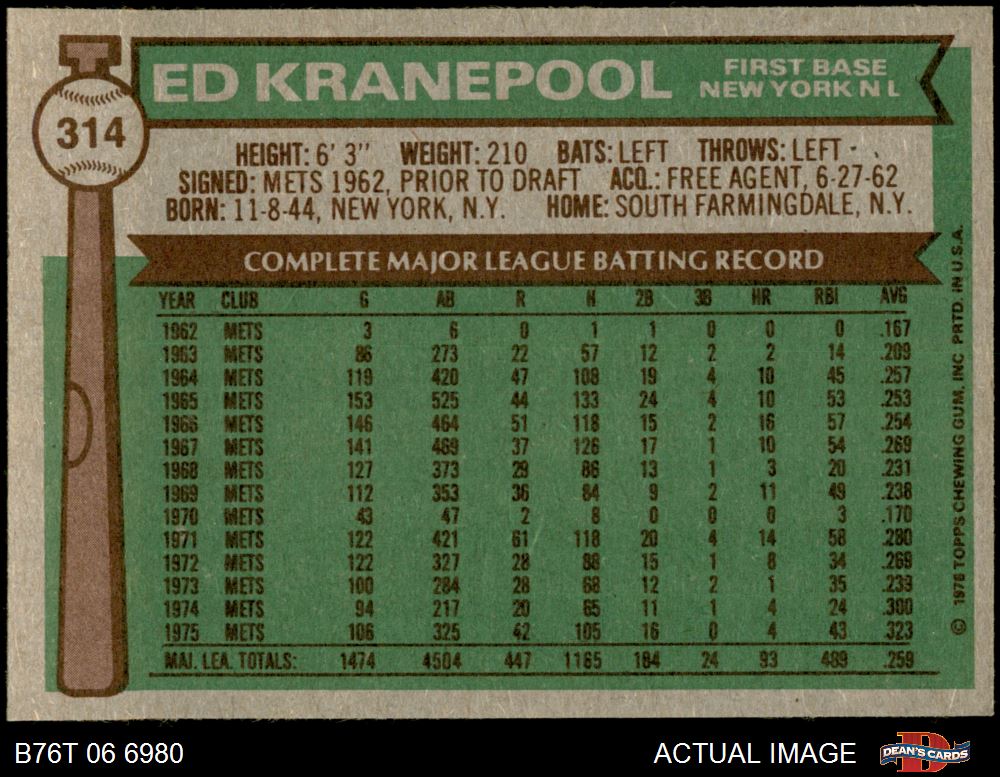 314
ED KRANEPOOL
FIRST BASE
NEW YORK N L
HEIGHT: 6' 3" WEIGHT: 210 BATS: LEFT THROWS: LEFT
SIGNED: METS 1962, PRIOR TO DRAFT ACQ.: FREE AGENT, 6-27-62
BORN: 11-8-44, NEW YORK, N.Y. HOME: SOUTH FARMINGDALE, N.Y.
COMPLETE MAJOR LEAGUE BATTING RECORD
YEAR CLUB G AB R H 2B 3B HR RBI AVG
1962 METS 3 6 0 1 1 0 0 0 .167
1963 METS 86 273 22 57 12 2 2 14 .209
1964 METS 119 420 47 108 19 4 10 45 .257
1965 METS 153 525 44 133 24 4 10 53 .253
1966 METS 146 464 51 118 15 2 16 57 .254
1967 METS 141 469 37 126 17 1 10 54 .269
1968 METS 127 373 29 86 13 1 3 20 .231
1969 METS 112 353 36 84 9 2 11 49 .238
1970 METS 43 47 2 8 0 0 0 3 .170
1971 METS 122 421 61 118 20 4 14 58 .280
1972 METS 122 327 28 88 15 1 8 34 .269
1973 METS 100 284 28 68 12 2 1 35 .239
1974 METS 94 217 20 65 11 1 4 24 .300
1975 METS 106 325 42 105 16 0 4 43 .323
MAJ. LEA. TOTALS: 1474 4504 447 1165 184 24 93 489 .259
© 1976 TOPPS CHEWING GUM, INC PRTD. IN U.S.A.
B76T 06 6980
ACTUAL IMAGE
DEAN'S CARDS